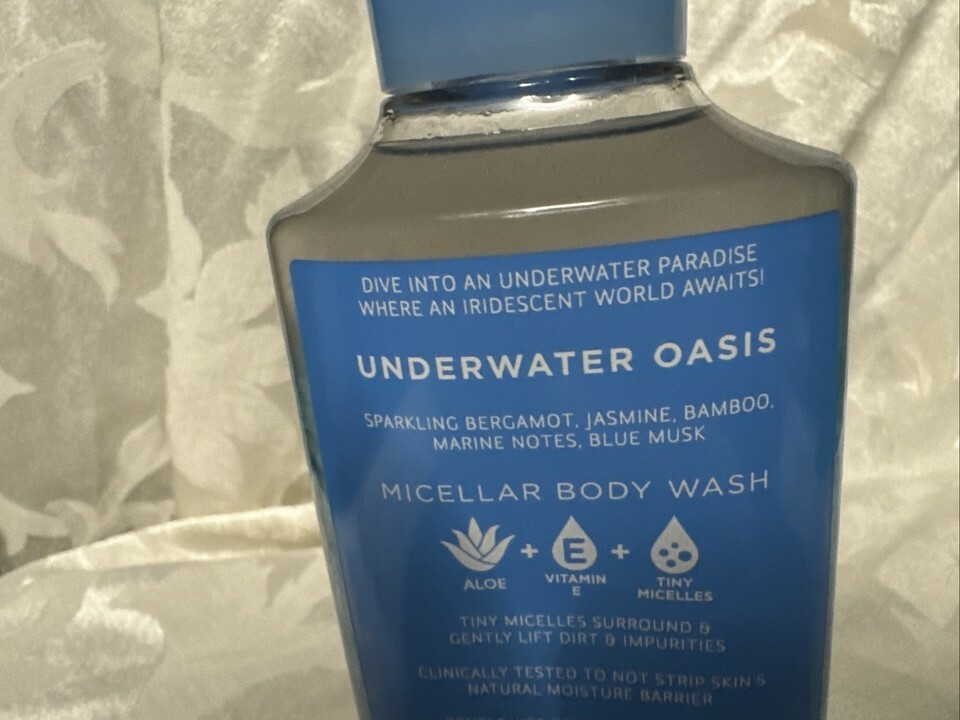 DIVE INTO AN UNDERWATER PARADISE
WHERE AN IRIDESCENT WORLD AWAITS!
UNDERWATER OASIS
SPARKLING BERGAMOT, JASMINE, BAMBOO,
MARINE NOTES, BLUE MUSK
MICELLAR BODY WASH
+ E +
ALOE VITAMIN E TINY MICELLES
TINY MICELLES SURROUND &
GENTLY LIFT DIRT & IMPURITIES
CLINICALLY TESTED TO NOT STRIP SKIN'S
NATURAL MOISTURE BARRIER